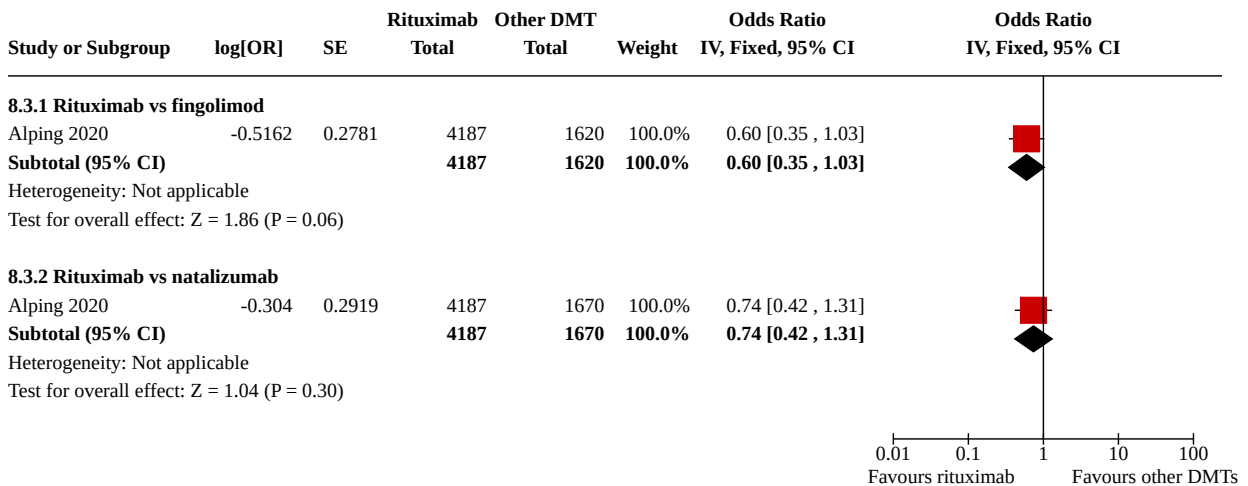 Rituximab Other DMT Odds Ratio Odds Ratio
Study or Subgroup log[OR] SE Total Total Weight IV, Fixed, 95% CI IV, Fixed, 95% CI
8.3.1 Rituximab vs fingolimod
Alping 2020 -0.5162 0.2781 4187 1620 100.0% 0.60 [0.35 , 1.03]
Subtotal (95% CI) 4187 1620 100.0% 0.60 [0.35 , 1.03]
Heterogeneity: Not applicable
Test for overall effect: Z = 1.86 (P = 0.06)
8.3.2 Rituximab vs natalizumab
Alping 2020 -0.304 0.2919 4187 1670 100.0% 0.74 [0.42 , 1.31]
Subtotal (95% CI) 4187 1670 100.0% 0.74 [0.42 , 1.31]
Heterogeneity: Not applicable
Test for overall effect: Z = 1.04 (P = 0.30)
0.01 0.1 1 10 100
Favours rituximab Favours other DMTs